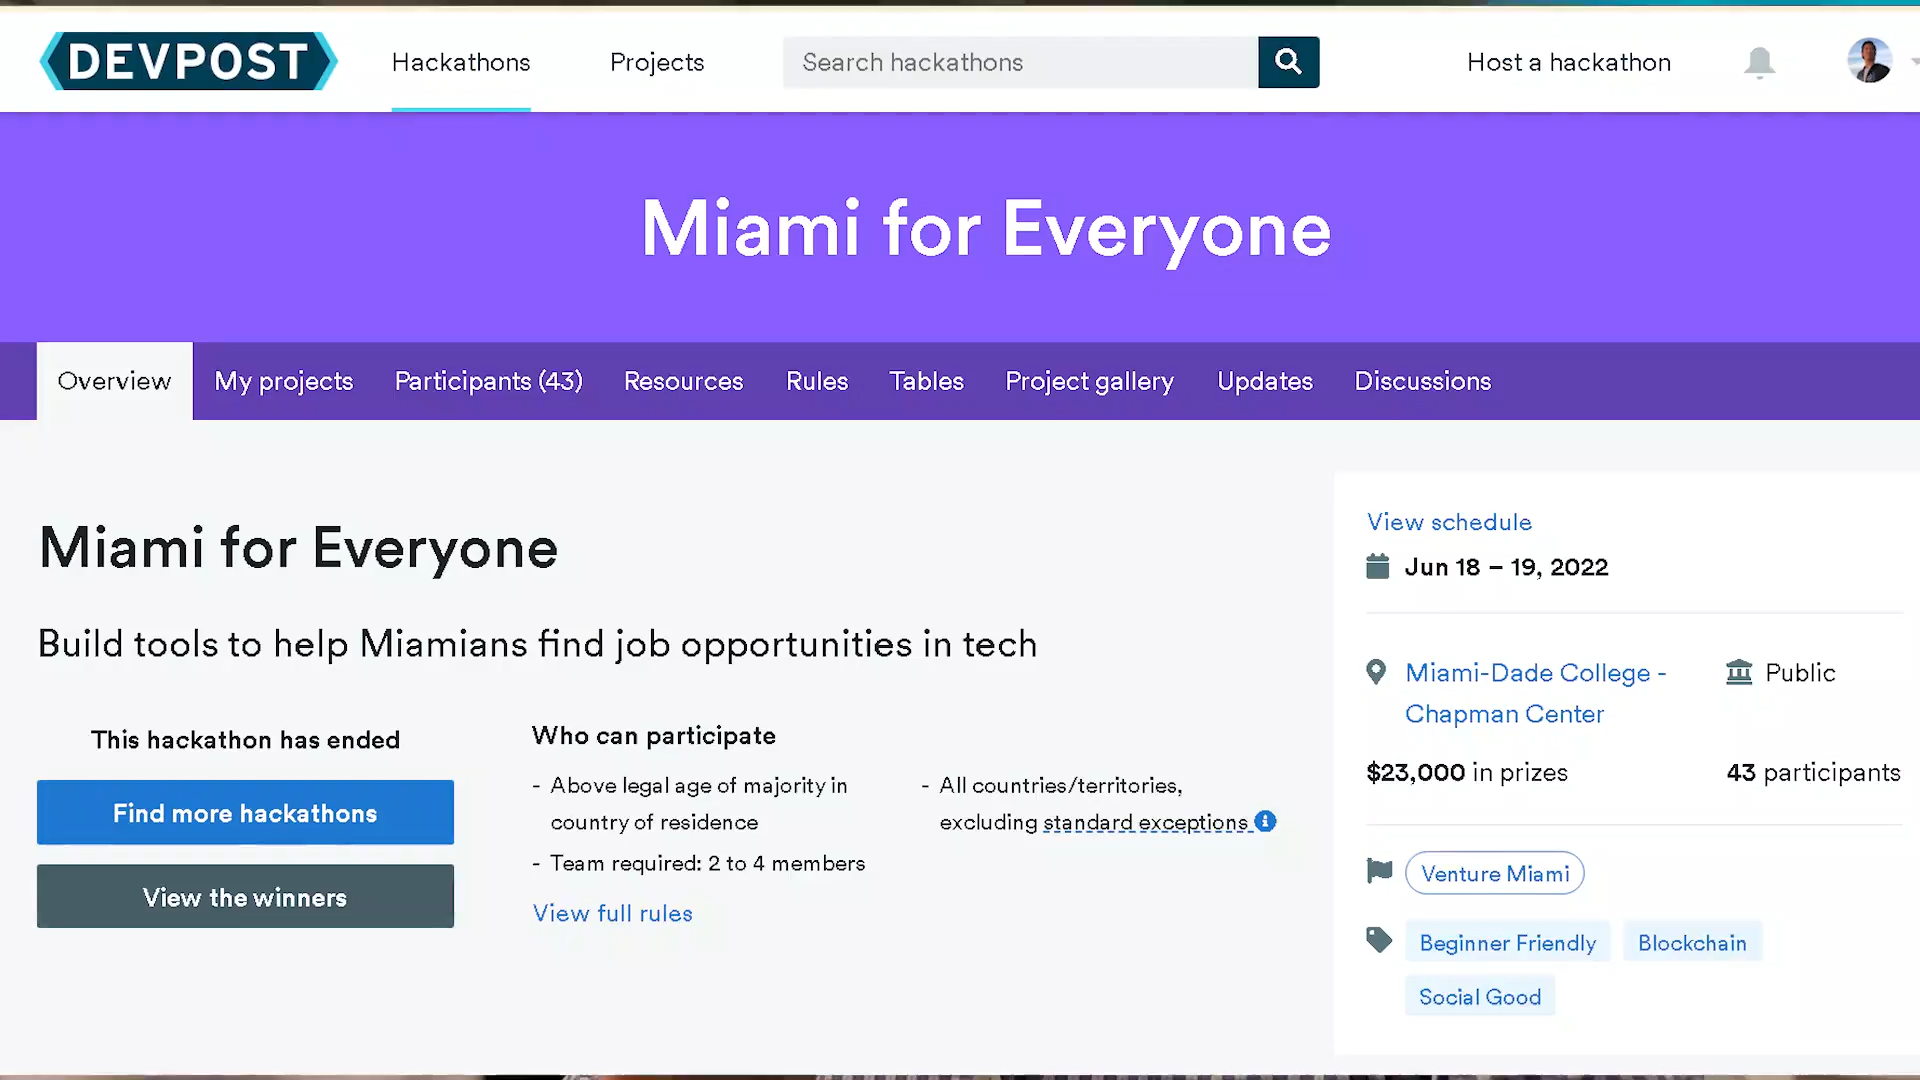 DEVPOST Hackathons Projects Search hackathons Host a hackathon
Miami for Everyone
Overview My projects Participants (43) Resources Rules Tables Project gallery Updates Discussions
Miami for Everyone
Build tools to help Miamians find job opportunities in tech
This hackathon has ended
Find more hackathons
View the winners
Who can participate
- Above legal age of majority in
country of residence
- Team required: 2 to 4 members
- All countries/territories,
excluding standard exceptions
View full rules
View schedule
Jun 18 – 19, 2022
Miami-Dade College -
Chapman Center
Public
$23,000 in prizes
43 participants
Venture Miami
Beginner Friendly Blockchain
Social Good